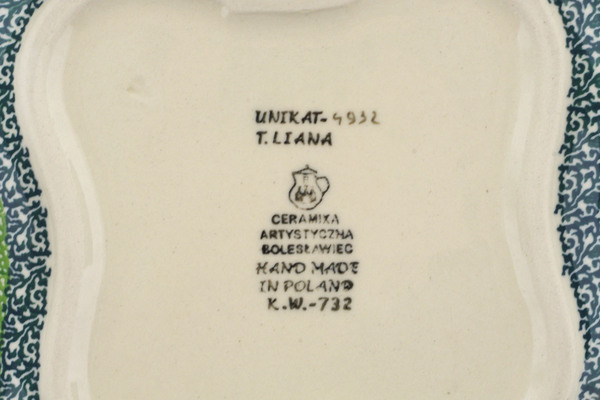 UNIKAT-4932
T.LIANA
CERAMIKA
ARTYSTYCZNA
BOLESŁAWIEC
HAND MADE
IN POLAND
K.W.-732